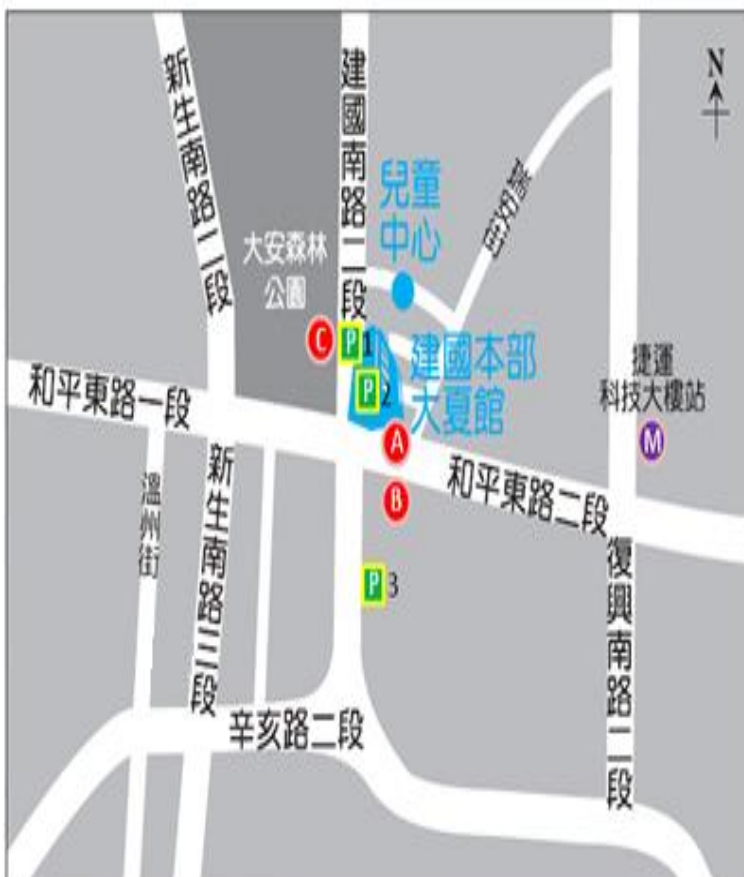 N
新生南路二段
建國南路二段
兒童
中心
瑞安街
大安森林
公園
C
P 1
P 2
建國本部
大夏館
捷運
科技大樓站
M
和平東路一段
A
B
和平東路二段
溫州街
新生南路三段
P 3
復興南路二段
辛亥路二段